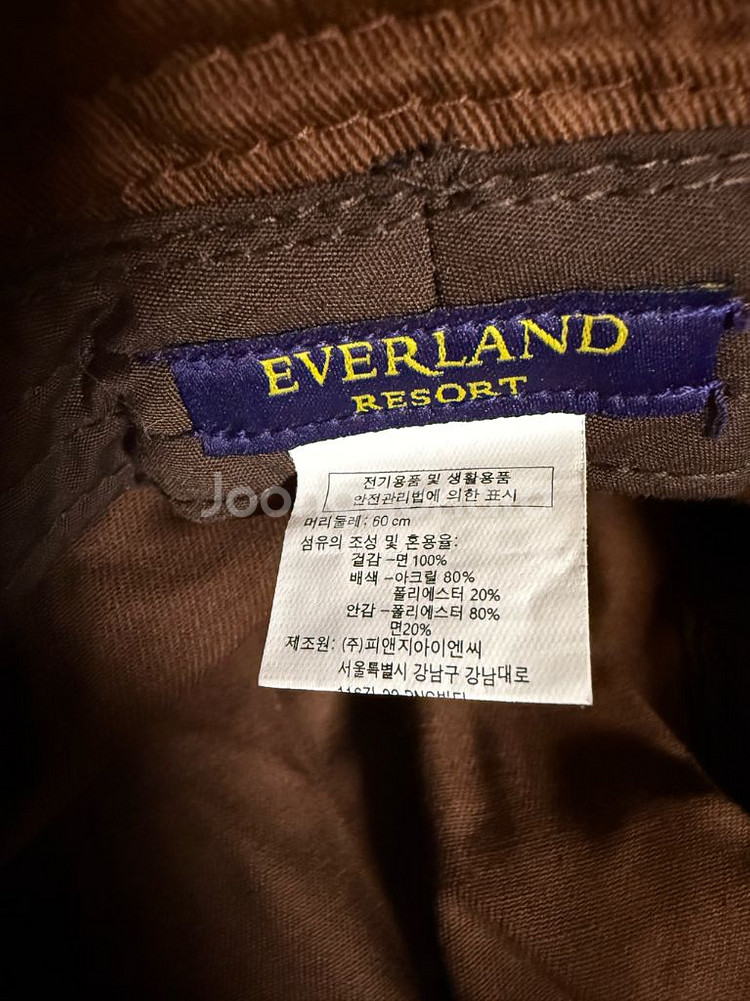 EVERLAND
RESORT
전기용품 및 생활용품
안전관리법에 의한 표시
머리둘레 : 60 cm
섬유의 조성 및 혼용율:
겉감 -면 100%
배색 -아크릴 80%
폴리에스터 20%
안감 -폴리에스터 80%
면20%
제조원: (주)피앤지아이엔씨
서울특별시 강남구 강남대로